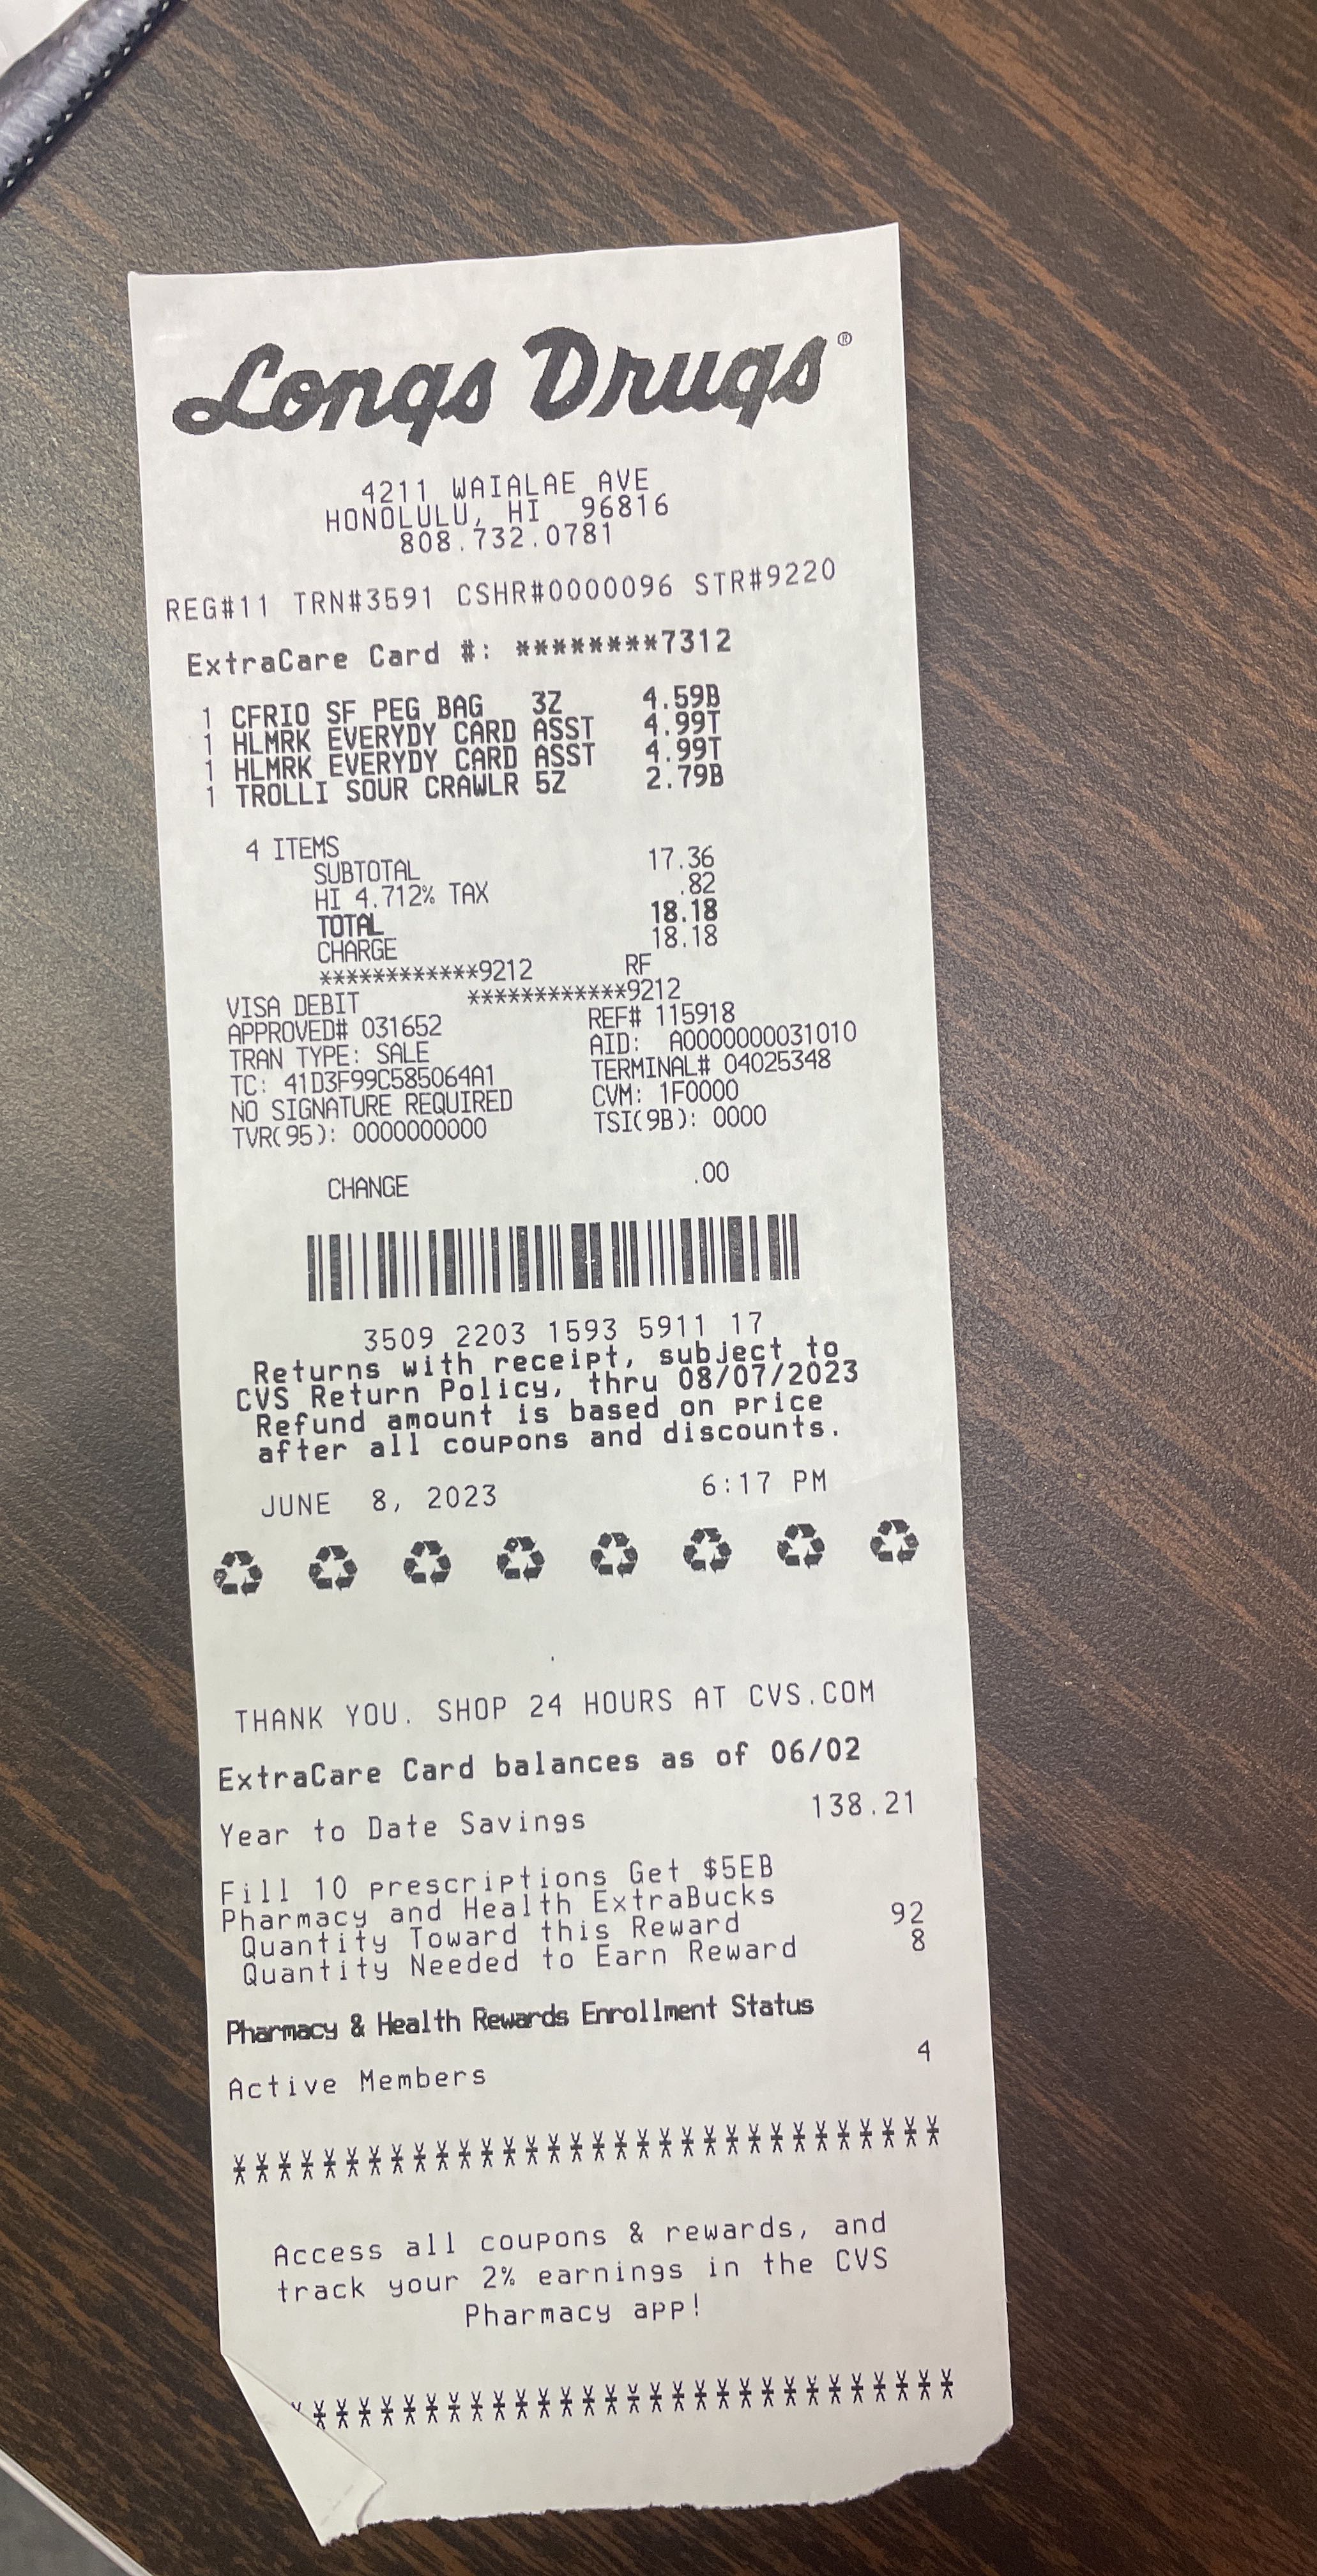 Longs Drugs®
4211 WAIALAE AVE
HONOLULU, HI 96816
808.732.0781
REG#11 TRN#3591 CSHR#0000096 STR#9220
ExtraCare Card #: ********7312
1 CFRIO SF PEG BAG 3Z 4.59B
1 HLMRK EVERYDY CARD ASST 4.99T
1 HLMRK EVERYDY CARD ASST 4.99T
1 TROLLI SOUR CRAWLR 5Z 2.79B
4 ITEMS
SUBTOTAL 17.36
HI 4.712% TAX .82
TOTAL 18.18
CHARGE 18.18
************9212 RF
VISA DEBIT ************9212
APPROVED# 031652 REF# 115918
TRAN TYPE: SALE AID: A0000000031010
TC: 41D3F99C585064A1 TERMINAL# 04025348
NO SIGNATURE REQUIRED CVM: 1F0000
TVR(95): 0000000000 TSI(9B): 0000
CHANGE .00
3509 2203 1593 5911 17
Returns with receipt, subject to
CVS Return Policy, thru 08/07/2023
Refund amount is based on price
after all coupons and discounts.
JUNE 8, 2023 6:17 PM
THANK YOU. SHOP 24 HOURS AT CVS.COM
ExtraCare Card balances as of 06/02
Year to Date Savings 138.21
Fill 10 prescriptions Get $5EB
Pharmacy and Health ExtraBucks
Quantity Toward this Reward 92
Quantity Needed to Earn Reward 8
Pharmacy & Health Rewards Enrollment Status
Active Members 4
********************************
Access all coupons & rewards, and
track your 2% earnings in the CVS
Pharmacy app!
******************************